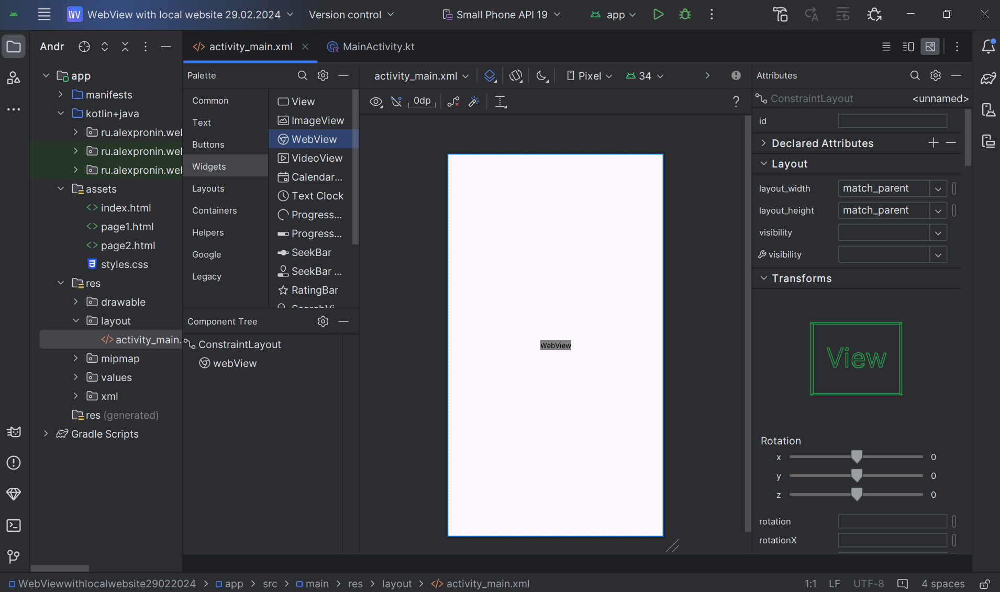 WV WebView with local website 29.02.2024 Version control Small Phone API 19 app
Andr
activity_main.xml MainActivity.kt
app
manifests
kotlin+java
ru.alexpronin.we
ru.alexpronin.we
ru.alexpronin.we
assets
index.html
page1.html
page2.html
styles.css
res
drawable
layout
activity_main.
mipmap
values
xml
res (generated)
Gradle Scripts
Palette
Common
Text
Buttons
Widgets
Layouts
Containers
Helpers
Google
Legacy
View
ImageView
WebView
VideoView
Calendar...
Text Clock
Progress...
Progress...
SeekBar
SeekBar ...
RatingBar
Component Tree
ConstraintLayout
webView
activity_main.xml Pixel 34
0dp ?
WebView
Attributes
ConstraintLayout <unnamed>
id
Declared Attributes
Layout
layout_width match_parent
layout_height match_parent
visibility
visibility
Transforms
View
Rotation
x 0
y 0
z 0
rotation
rotationX
WebViewwithlocalwebsite29022024 > app > src > main > res > layout > activity_main.xml 1:1 LF UTF-8 4 spaces